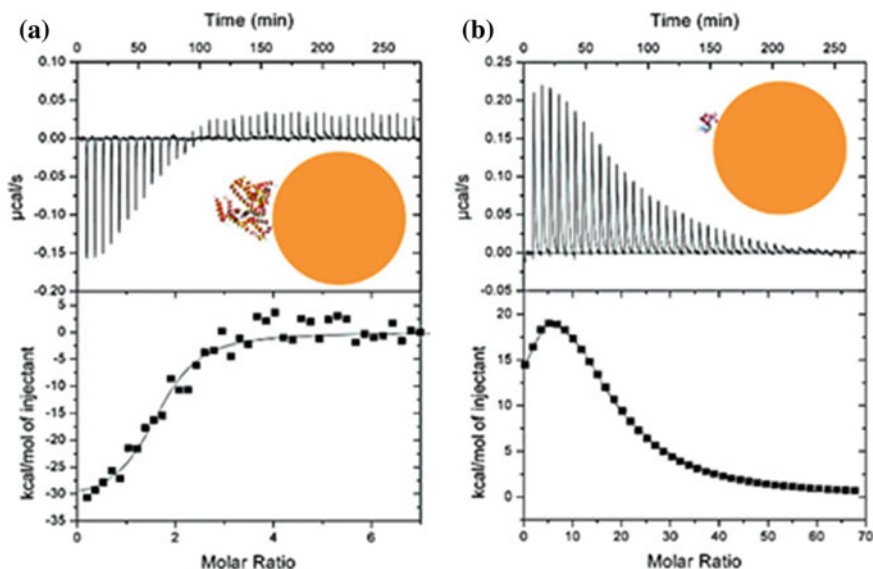 (a)
Time (min)
0 50 100 150 200 250
0.10
0.05
0.00
-0.05
-0.10
-0.15
-0.20
µcal/s
5
0
-5
-10
-15
-20
-25
-30
-35
kcal/mol of injectant
0 2 4 6
Molar Ratio
(b)
Time (min)
0 50 100 150 200 250
0.25
0.20
0.15
0.10
0.05
0.00
-0.05
µcal/s
20
15
10
5
0
kcal/mol of injectant
0 10 20 30 40 50 60 70
Molar Ratio